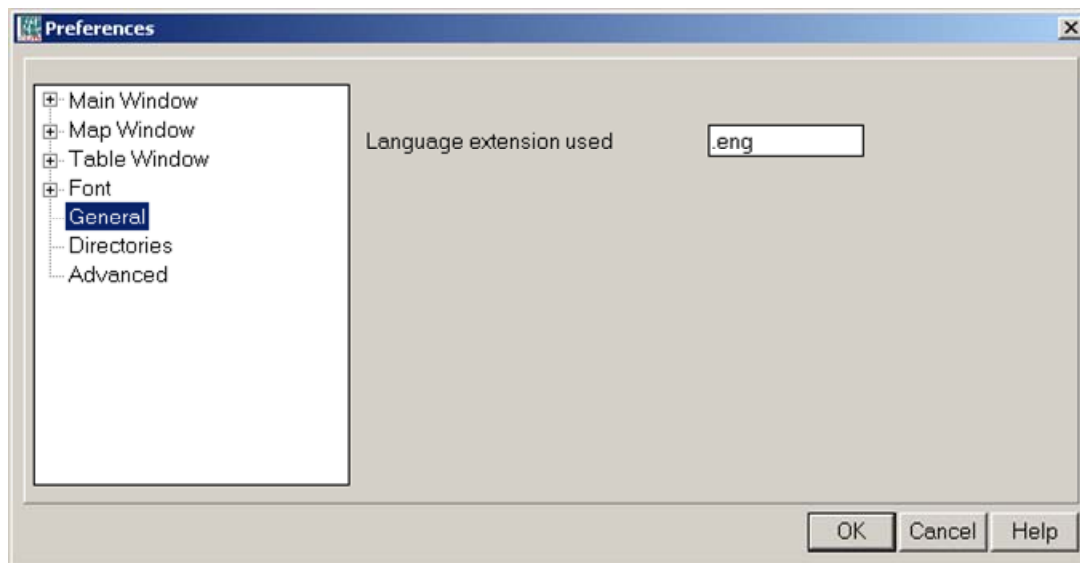 Preferences
Main Window
Map Window
Table Window
Font
General
Directories
Advanced
Language extension used .eng
OK Cancel Help